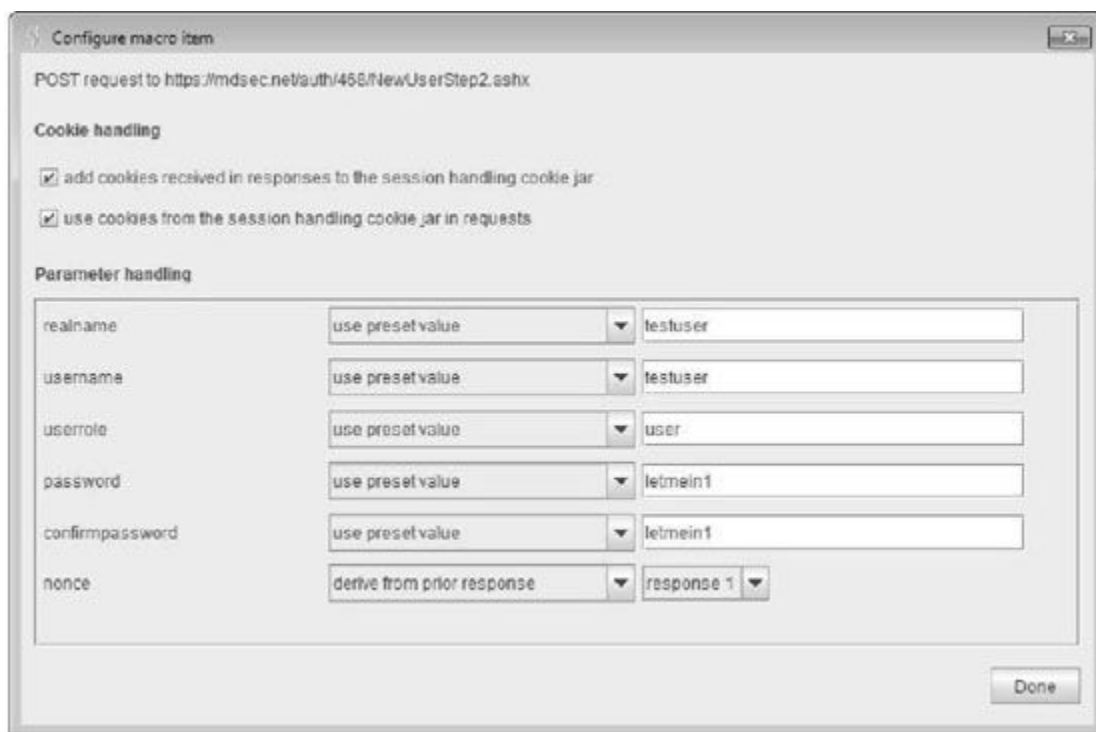 Configure macro item
POST request to https://mdsec.net/auth/468/NewUserStep2.ashx
Cookie handling
add cookies received in responses to the session handling cookie jar
use cookies from the session handling cookie jar in requests
Parameter handling
realname use preset value testuser
username use preset value testuser
userrole use preset value user
password use preset value letmein1
confirmpassword use preset value letmein1
nonce derive from prior response response 1
Done